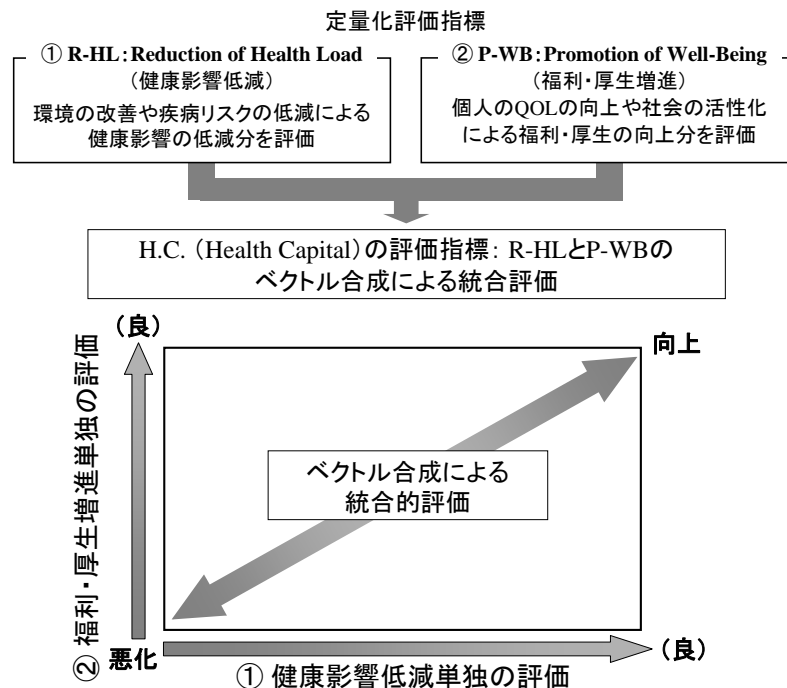 定量化評価指標
① R-HL:Reduction of Health Load
（健康影響低減）
環境の改善や疾病リスクの低減による
健康影響の低減分を評価
② P-WB:Promotion of Well-Being
（福利・厚生増進）
個人のQOLの向上や社会の活性化
による福利・厚生の向上分を評価
H.C.（Health Capital）の評価指標: R-HLとP-WBの
ベクトル合成による統合評価
（良）
向上
② 福利・厚生増進単独の評価
ベクトル合成による
統合的評価
悪化
（良）
① 健康影響低減単独の評価